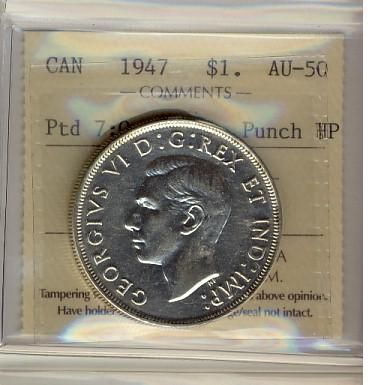 CAN 1947 $1. AU-50
COMMENTS
Ptd 7; Punch HP
GEORGIVS VI D:G:REX ET IND:IMP:
A
M.
Tampering above opinion.
Have holder /seal not intact.